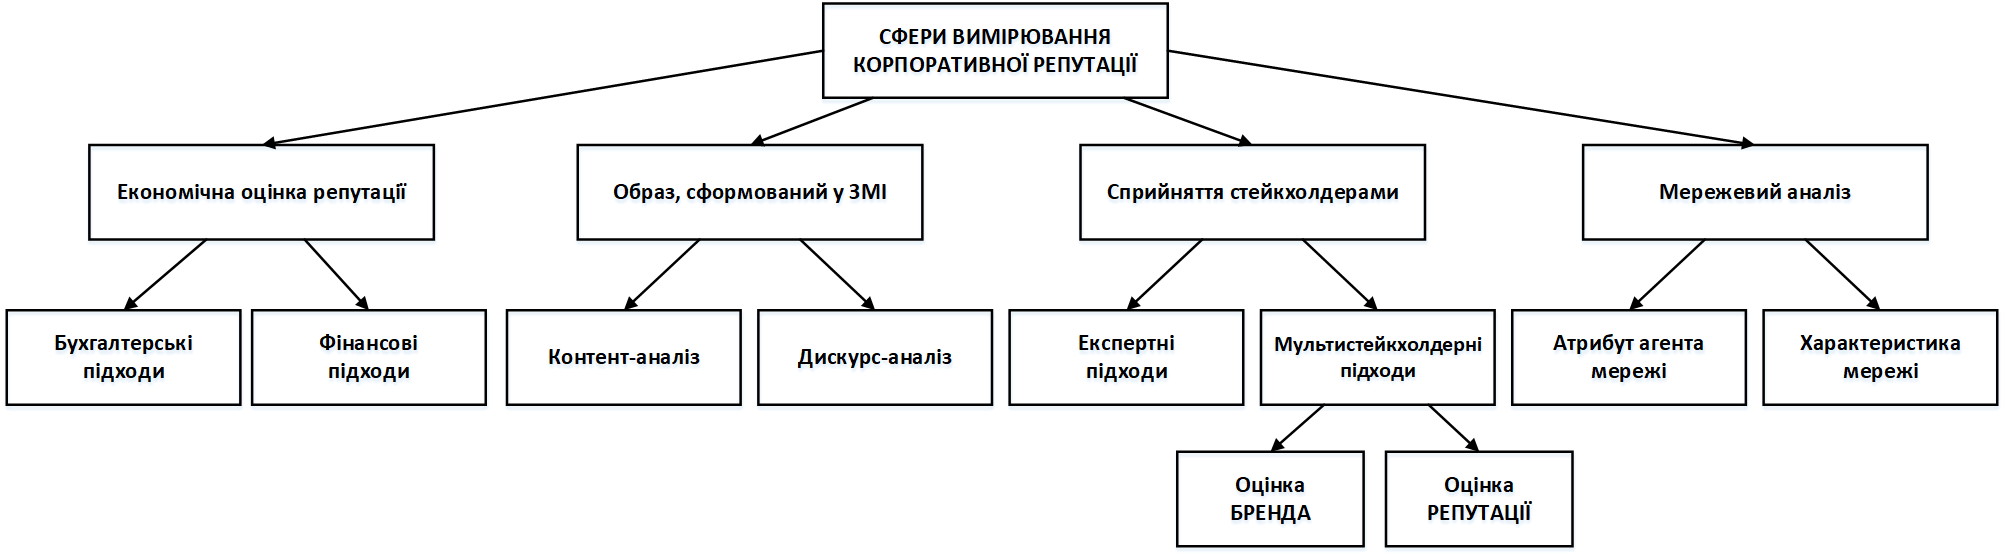 СФЕРИ ВИМІРЮВАННЯ
КОРПОРАТИВНОЇ РЕПУТАЦІЇ
Економічна оцінка репутації
Образ, сформований у ЗМІ
Сприйняття стейкхолдерами
Мережевий аналіз
Бухгалтерські
підходи
Фінансові
підходи
Контент-аналіз
Дискурс-аналіз
Експертні
підходи
Мультистейкхолдерні
підходи
Атрибут агента
мережі
Характеристика
мережі
Оцінка
БРЕНДА
Оцінка
РЕПУТАЦІЇ